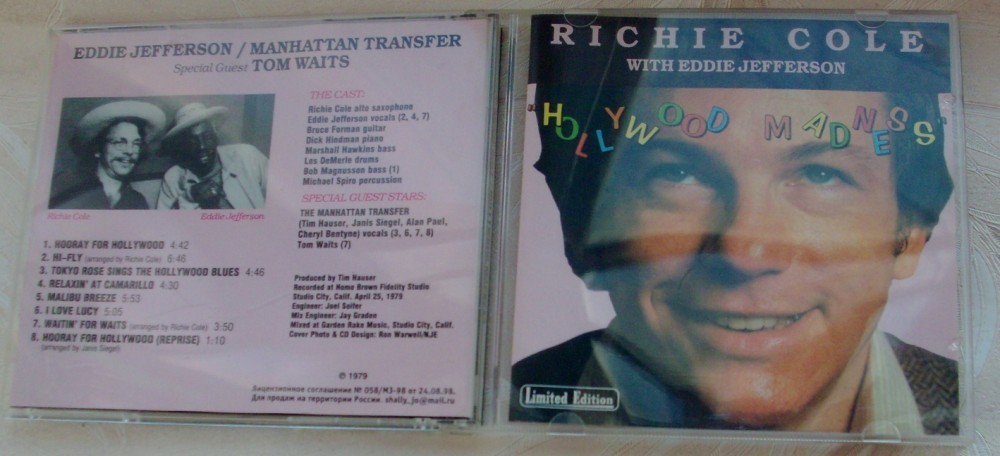 EDDIE JEFFERSON / MANHATTAN TRANSFER
Special Guest TOM WAITS
THE CAST:
Richie Cole alto saxophone
Eddie Jefferson vocals (2, 4, 7)
Bruce Forman guitar
Dick Hindman piano
Marshall Hawkins bass
Les DeMerle drums
Bob Magnusson bass (1)
Michael Spiro percussion
SPECIAL GUEST STARS:
THE MANHATTAN TRANSFER
(Tim Hauser, Janis Siegel, Alan Paul,
Cheryl Bentyne) vocals (3, 6, 7, 8)
Tom Waits (7)
Richie Cole
Eddie Jefferson
1. HOORAY FOR HOLLYWOOD 4:42
2. HI-FLY (arranged by Richie Cole) 6:46
3. TOKYO ROSE SINGS THE HOLLYWOOD BLUES 4:46
4. RELAXIN' AT CAMARILLO 4:30
5. MALIBU BREEZE 5:53
6. I LOVE LUCY 5:05
7. WAITIN' FOR WAITS (arranged by Richie Cole) 3:50
8. HOORAY FOR HOLLYWOOD (REPRISE) 1:10
(arranged by Janis Siegel)
Produced by Tim Hauser
Recorded at Home Brown Fidelity Studio
Studio City, Calif. April 25, 1979
Engineer: Joel Soifer
Mix Engineer: Jay Graden
Mixed at Garden Rake Music, Studio City, Calif.
Cover Photo & CD Design: Ron Warwell/NJE
℗ 1979
Лицензионное соглашение № 058/МЗ-98 от 24.08.98.
Для продаж на территории России. shelly_jo@mail.ru
RICHIE COLE
WITH EDDIE JEFFERSON
"HOLLYWOOD MADNESS"
Limited Edition